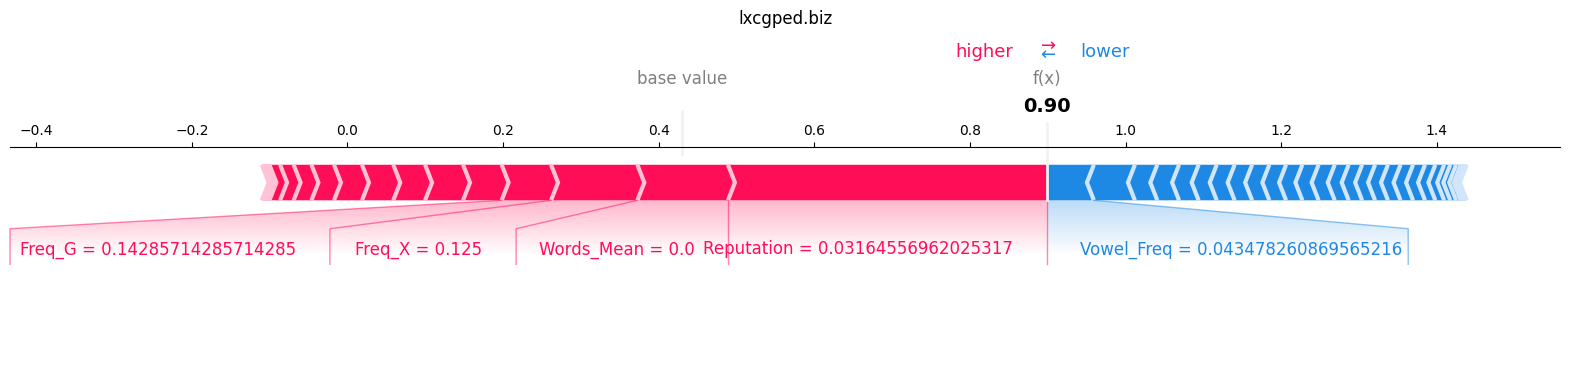 lxcgped.biz
higher ⇄ lower
base value f(x)
0.90
−0.4 −0.2 0.0 0.2 0.4 0.6 0.8 1.0 1.2 1.4
Freq_G = 0.14285714285714285 Freq_X = 0.125 Words_Mean = 0.0 Reputation = 0.03164556962025317 Vowel_Freq = 0.043478260869565216